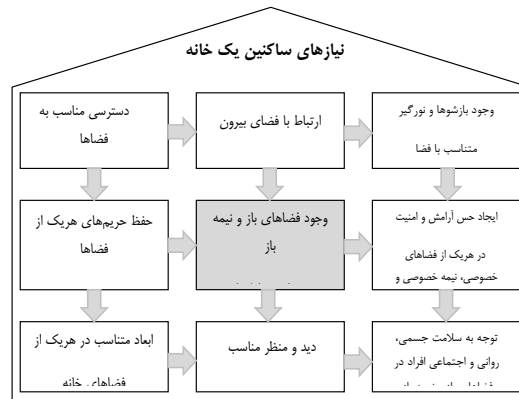 نیازهای ساکنین یک خانه
دسترسی مناسب به
فضاها
ارتباط با فضای بیرون
وجود بازشوها و نورگیر
متناسب با فضا
حفظ حریم‌های هریک از
فضاها
وجود فضاهای باز و نیمه
باز
ایجاد حس آرامش و امنیت
در هریک از فضاهای
خصوصی، نیمه خصوصی و
ابعاد متناسب در هریک از
فضاهای خانه
دید و منظر مناسب
توجه به سلامت جسمی،
روانی و اجتماعی افراد در